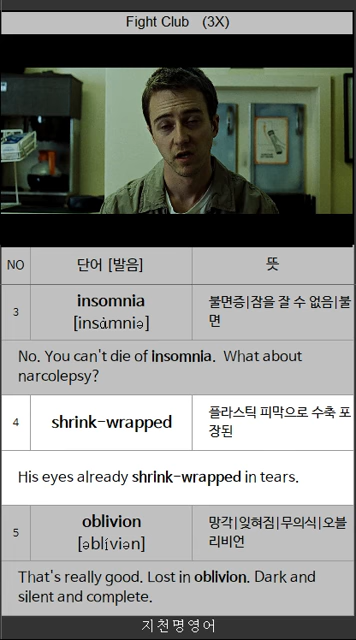 Fight Club (3X)
NO 단어 [발음] 뜻
3 insomnia 불면증|잠을 잘 수 없음|불
[insámniə] 면
No. You can't die of insomnia. What about
narcolepsy?
4 shrink-wrapped 플라스틱 피막으로 수축 포
장된
His eyes already shrink-wrapped in tears.
5 oblivion 망각|잊혀짐|무의식|오블
[əblíviən] 리비언
That's really good. Lost in oblivion. Dark and
silent and complete.
지천명영어